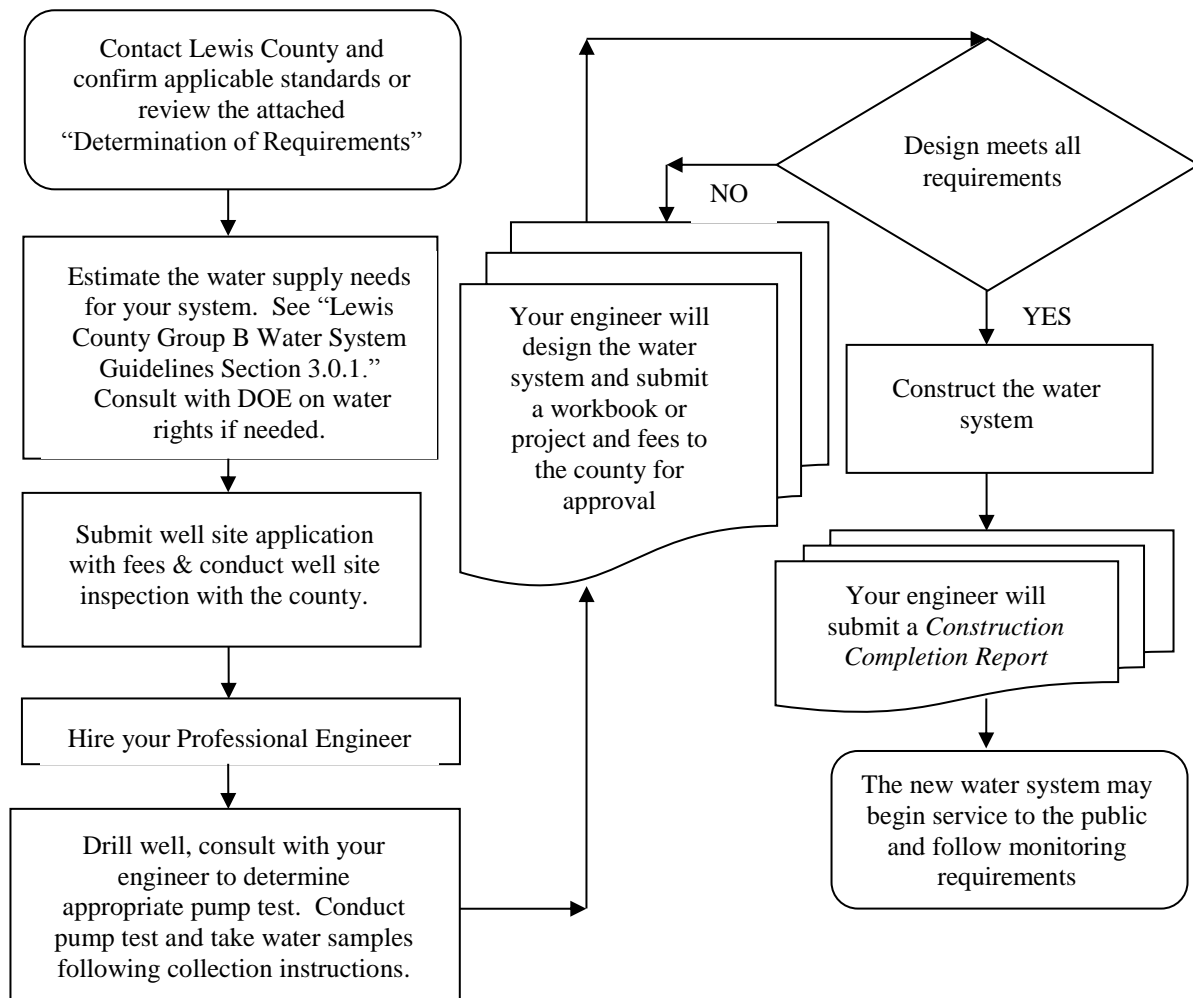 Contact Lewis County and
confirm applicable standards or
review the attached
“Determination of Requirements”
Estimate the water supply needs
for your system.  See “Lewis
County Group B Water System
Guidelines Section 3.0.1.”
Consult with DOE on water
rights if needed.
Submit well site application
with fees & conduct well site
inspection with the county.
Hire your Professional Engineer
Drill well, consult with your
engineer to determine
appropriate pump test.  Conduct
pump test and take water samples
following collection instructions.
Your engineer will
design the water
system and submit
a workbook or
project and fees to
the county for
approval
Design meets all
requirements
NO
YES
Construct the water
system
Your engineer will
submit a Construction
Completion Report
The new water system may
begin service to the public
and follow monitoring
requirements